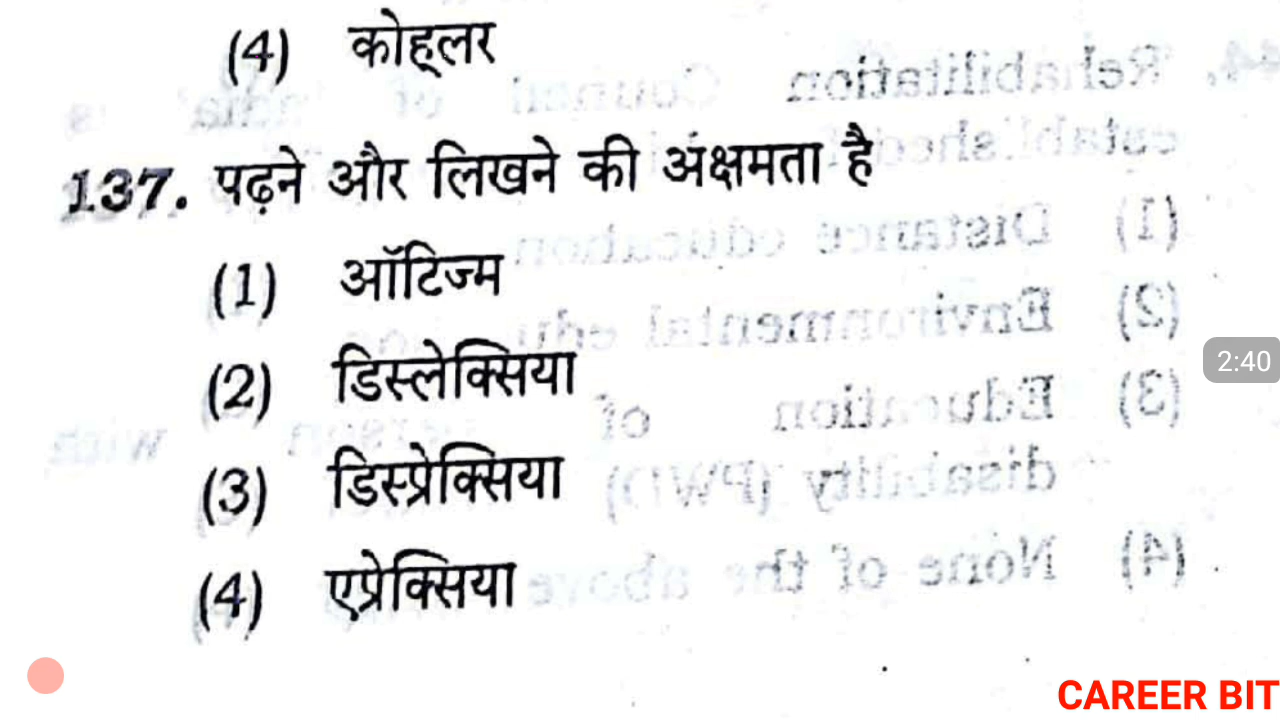 (4) कोह्लर
137. पढ़ने और लिखने की अंक्षमता है
(1) ऑटिज्म
(2) डिस्लेक्सिया
(3) डिस्प्रेक्सिया
(4) एप्रेक्सिया
2:40
CAREER BIT